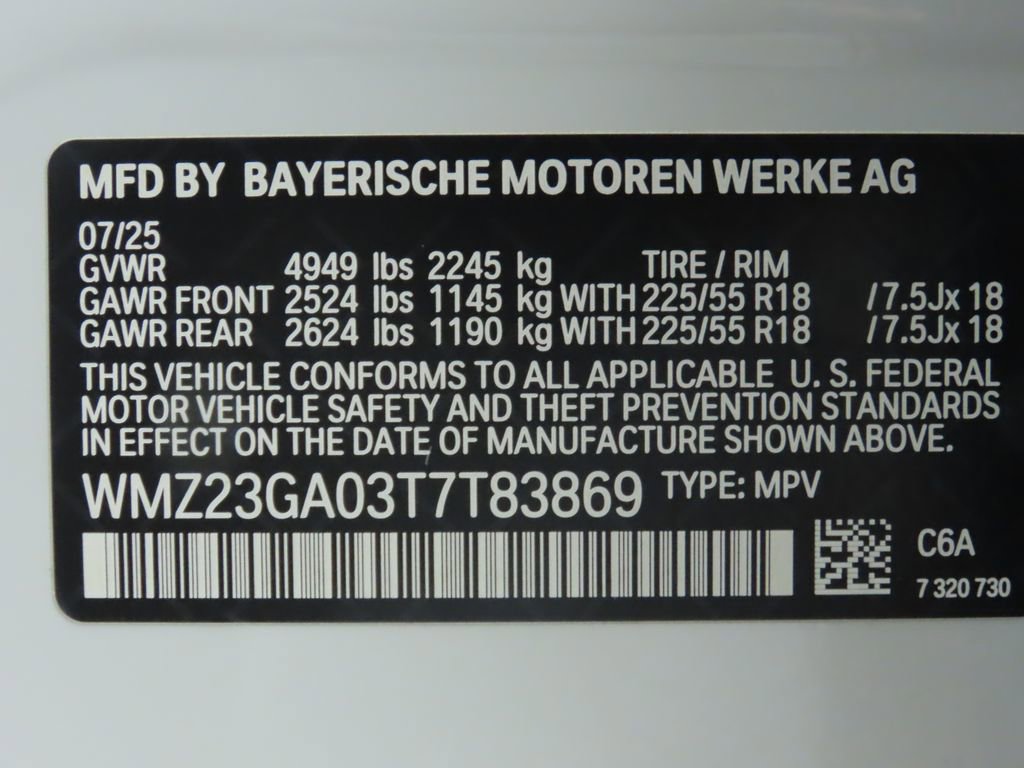 MFD BY BAYERISCHE MOTOREN WERKE AG
07/25
GVWR 4949 lbs 2245 kg TIRE / RIM
GAWR FRONT 2524 lbs 1145 kg WITH 225/55 R18 /7.5Jx 18
GAWR REAR 2624 lbs 1190 kg WITH 225/55 R18 /7.5Jx 18
THIS VEHICLE CONFORMS TO ALL APPLICABLE U. S. FEDERAL
MOTOR VEHICLE SAFETY AND THEFT PREVENTION STANDARDS
IN EFFECT ON THE DATE OF MANUFACTURE SHOWN ABOVE.
WMZ23GA03T7T83869 TYPE: MPV
C6A
7 320 730